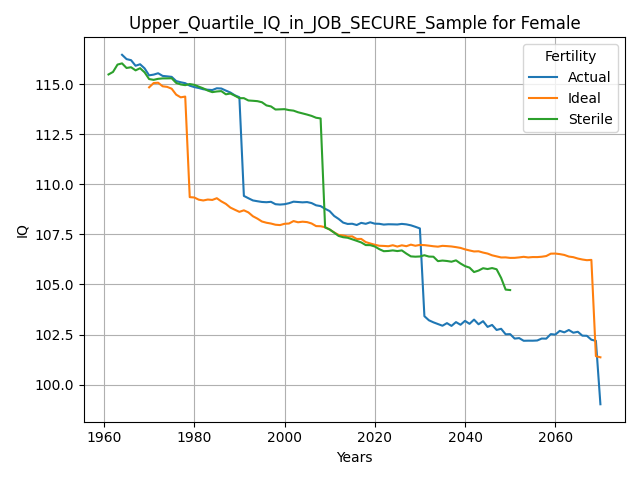 Upper_Quartile_IQ_in_JOB_SECURE_Sample for Female
Fertility
Actual
Ideal
Sterile
IQ
115.0
112.5
110.0
107.5
105.0
102.5
100.0
1960 1980 2000 2020 2040 2060
Years